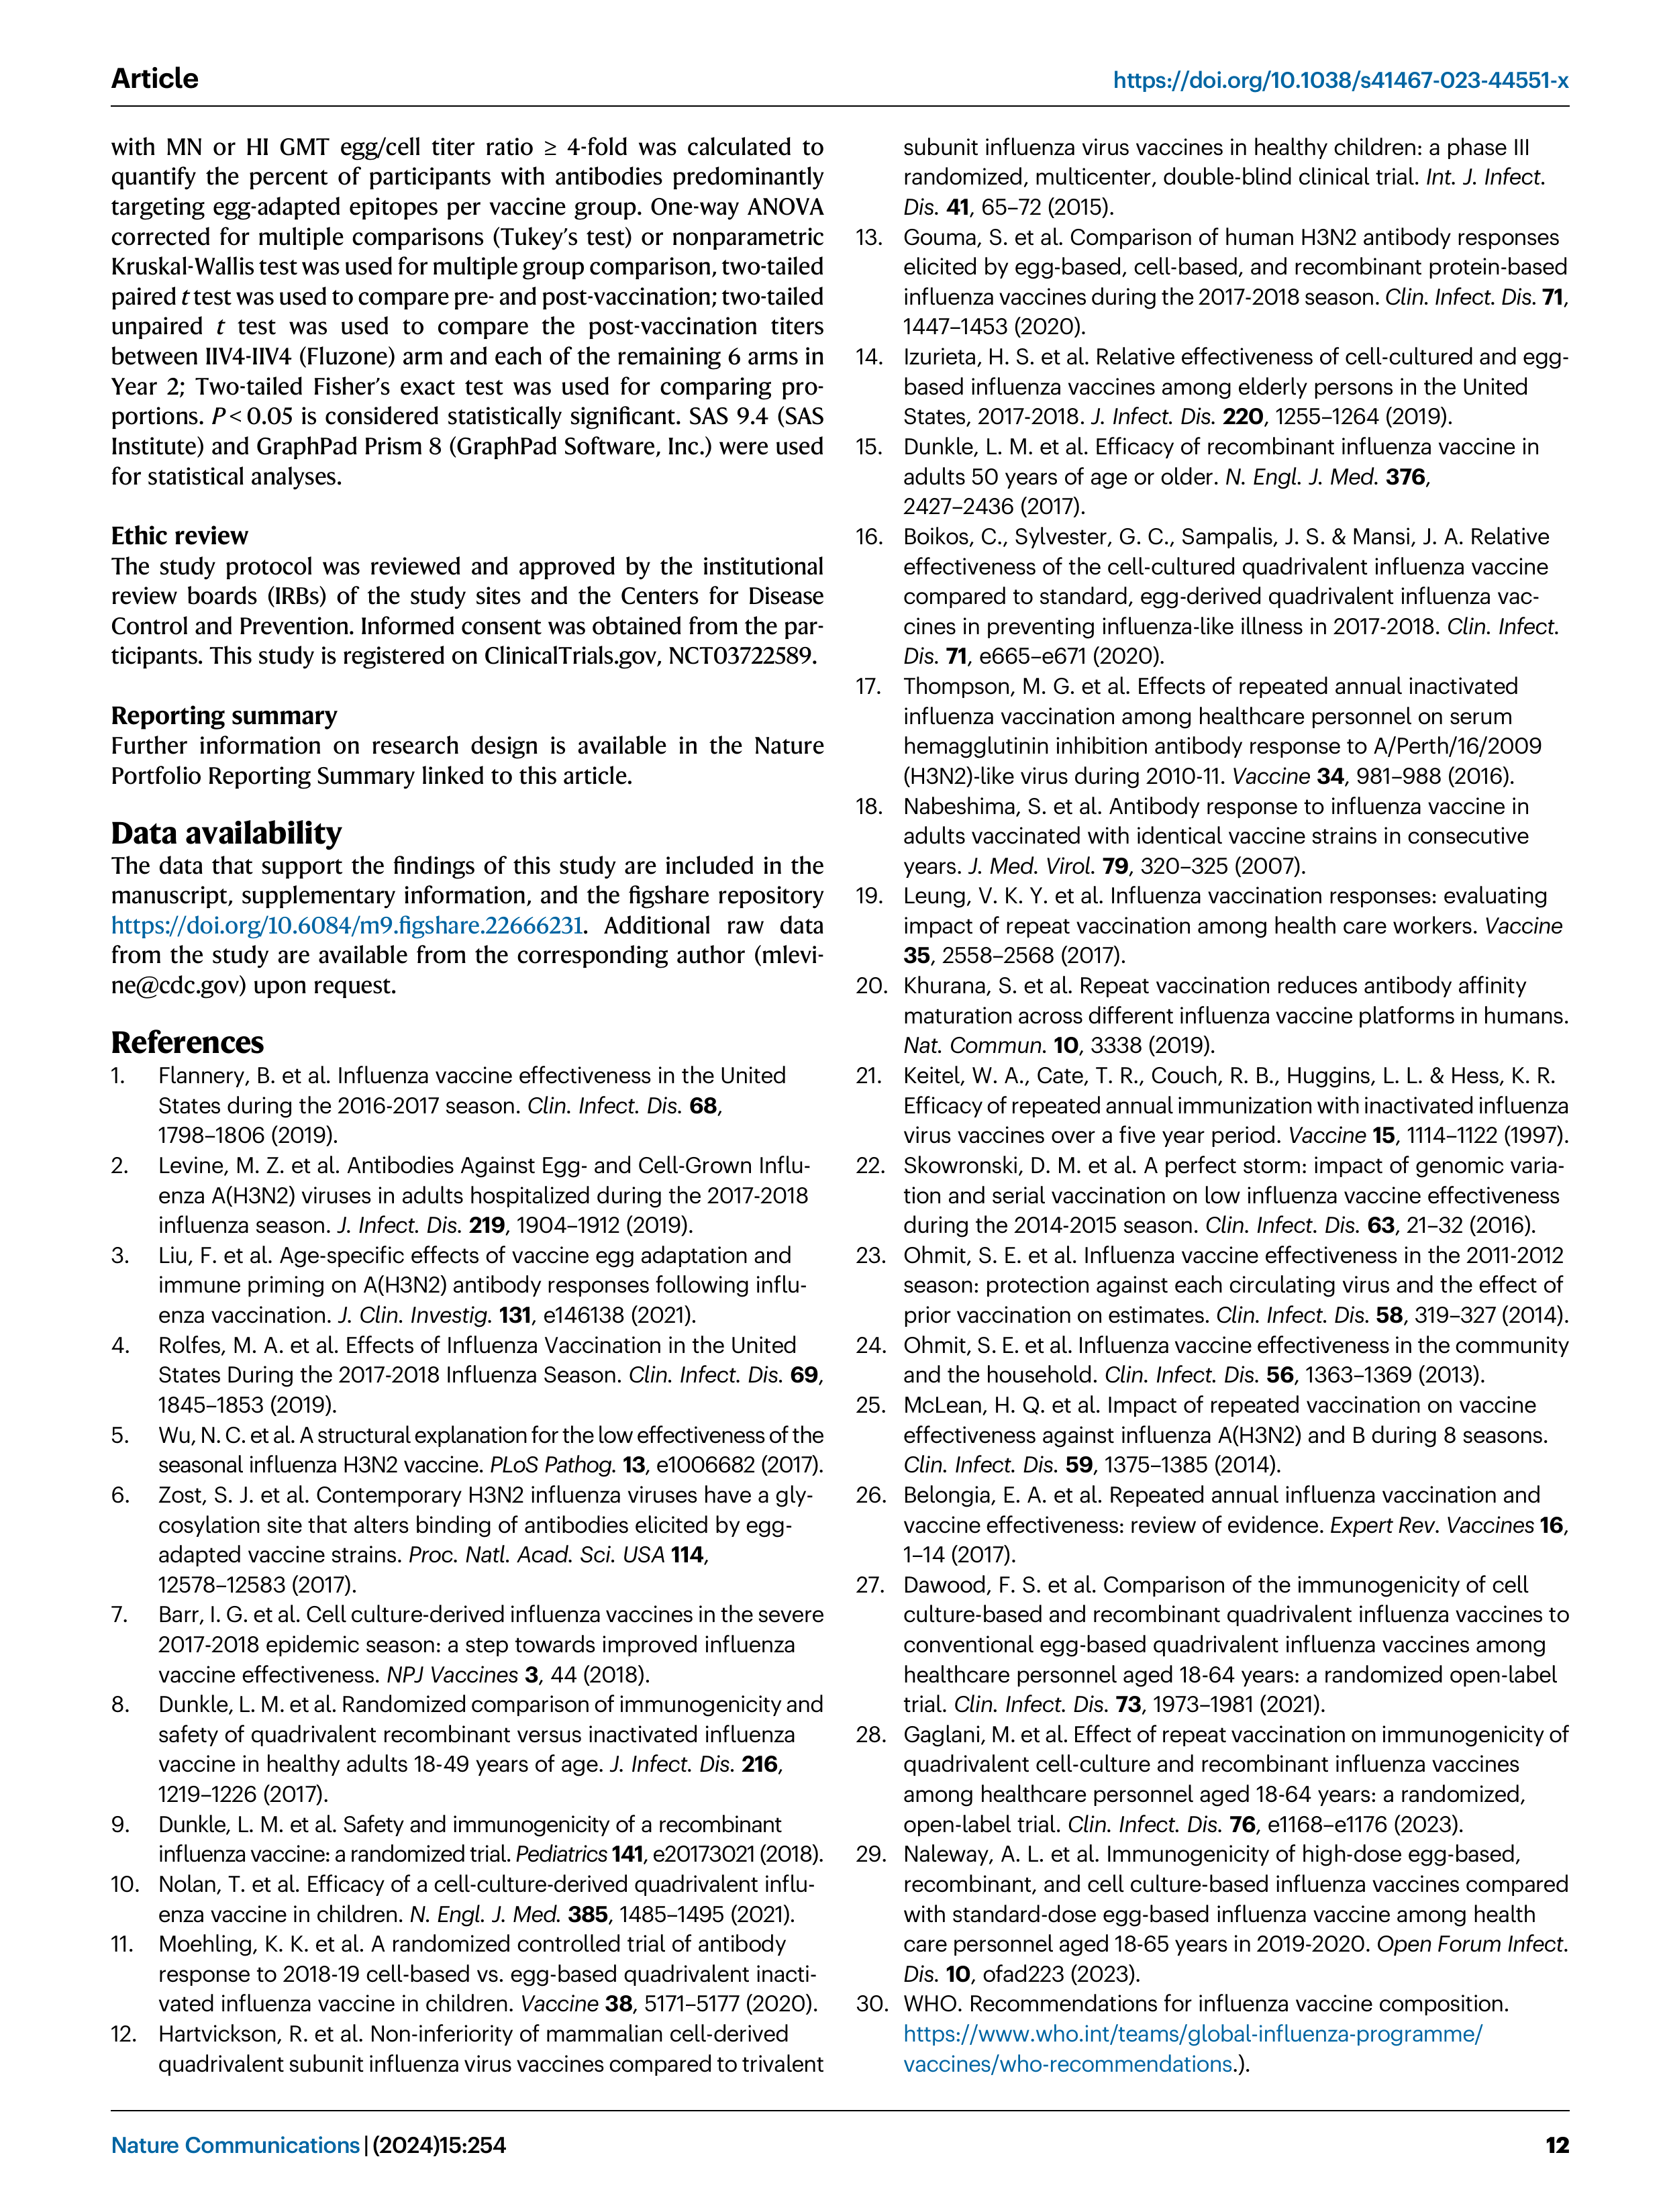 Article
https://doi.org/10.1038/s41467-023-44551-x
with MN or HI GMT egg/cell titer ratio ≥ 4-fold was calculated to
quantify the percent of participants with antibodies predominantly
targeting egg-adapted epitopes per vaccine group. One-way ANOVA
corrected for multiple comparisons (Tukey's test) or nonparametric
Kruskal-Wallis test was used for multiple group comparison, two-tailed
paired t test was used to compare pre- and post-vaccination; two-tailed
unpaired t test was used to compare the post-vaccination titers
between IIV4-IIV4 (Fluzone) arm and each of the remaining 6 arms in
Year 2; Two-tailed Fisher's exact test was used for comparing pro-
portions. P < 0.05 is considered statistically significant. SAS 9.4 (SAS
Institute) and GraphPad Prism 8 (GraphPad Software, Inc.) were used
for statistical analyses.
Ethic review
The study protocol was reviewed and approved by the institutional
review boards (IRBs) of the study sites and the Centers for Disease
Control and Prevention. Informed consent was obtained from the par-
ticipants. This study is registered on ClinicalTrials.gov, NCT03722589.
Reporting summary
Further information on research design is available in the Nature
Portfolio Reporting Summary linked to this article.
Data availability
The data that support the findings of this study are included in the
manuscript, supplementary information, and the figshare repository
https://doi.org/10.6084/m9.figshare.22666231. Additional raw data
from the study are available from the corresponding author (mlevi-
ne@cdc.gov) upon request.
References
1. Flannery, B. et al. Influenza vaccine effectiveness in the United
States during the 2016-2017 season. Clin. Infect. Dis. 68,
1798–1806 (2019).
2. Levine, M. Z. et al. Antibodies Against Egg- and Cell-Grown Influ-
enza A(H3N2) viruses in adults hospitalized during the 2017-2018
influenza season. J. Infect. Dis. 219, 1904–1912 (2019).
3. Liu, F. et al. Age-specific effects of vaccine egg adaptation and
immune priming on A(H3N2) antibody responses following influ-
enza vaccination. J. Clin. Investig. 131, e146138 (2021).
4. Rolfes, M. A. et al. Effects of Influenza Vaccination in the United
States During the 2017-2018 Influenza Season. Clin. Infect. Dis. 69,
1845–1853 (2019).
5. Wu, N. C. et al. A structural explanation for the low effectiveness of the
seasonal influenza H3N2 vaccine. PLoS Pathog. 13, e1006682 (2017).
6. Zost, S. J. et al. Contemporary H3N2 influenza viruses have a gly-
cosylation site that alters binding of antibodies elicited by egg-
adapted vaccine strains. Proc. Natl. Acad. Sci. USA 114,
12578–12583 (2017).
7. Barr, I. G. et al. Cell culture-derived influenza vaccines in the severe
2017-2018 epidemic season: a step towards improved influenza
vaccine effectiveness. NPJ Vaccines 3, 44 (2018).
8. Dunkle, L. M. et al. Randomized comparison of immunogenicity and
safety of quadrivalent recombinant versus inactivated influenza
vaccine in healthy adults 18-49 years of age. J. Infect. Dis. 216,
1219–1226 (2017).
9. Dunkle, L. M. et al. Safety and immunogenicity of a recombinant
influenza vaccine: a randomized trial. Pediatrics 141, e20173021 (2018).
10. Nolan, T. et al. Efficacy of a cell-culture-derived quadrivalent influ-
enza vaccine in children. N. Engl. J. Med. 385, 1485–1495 (2021).
11. Moehling, K. K. et al. A randomized controlled trial of antibody
response to 2018-19 cell-based vs. egg-based quadrivalent inacti-
vated influenza vaccine in children. Vaccine 38, 5171–5177 (2020).
12. Hartvickson, R. et al. Non-inferiority of mammalian cell-derived
quadrivalent subunit influenza virus vaccines compared to trivalent
subunit influenza virus vaccines in healthy children: a phase III
randomized, multicenter, double-blind clinical trial. Int. J. Infect.
Dis. 41, 65–72 (2015).
13. Gouma, S. et al. Comparison of human H3N2 antibody responses
elicited by egg-based, cell-based, and recombinant protein-based
influenza vaccines during the 2017-2018 season. Clin. Infect. Dis. 71,
1447–1453 (2020).
14. Izurieta, H. S. et al. Relative effectiveness of cell-cultured and egg-
based influenza vaccines among elderly persons in the United
States, 2017-2018. J. Infect. Dis. 220, 1255–1264 (2019).
15. Dunkle, L. M. et al. Efficacy of recombinant influenza vaccine in
adults 50 years of age or older. N. Engl. J. Med. 376,
2427–2436 (2017).
16. Boikos, C., Sylvester, G. C., Sampalis, J. S. & Mansi, J. A. Relative
effectiveness of the cell-cultured quadrivalent influenza vaccine
compared to standard, egg-derived quadrivalent influenza vac-
cines in preventing influenza-like illness in 2017-2018. Clin. Infect.
Dis. 71, e665–e671 (2020).
17. Thompson, M. G. et al. Effects of repeated annual inactivated
influenza vaccination among healthcare personnel on serum
hemagglutinin inhibition antibody response to A/Perth/16/2009
(H3N2)-like virus during 2010-11. Vaccine 34, 981–988 (2016).
18. Nabeshima, S. et al. Antibody response to influenza vaccine in
adults vaccinated with identical vaccine strains in consecutive
years. J. Med. Virol. 79, 320–325 (2007).
19. Leung, V. K. Y. et al. Influenza vaccination responses: evaluating
impact of repeat vaccination among health care workers. Vaccine
35, 2558–2568 (2017).
20. Khurana, S. et al. Repeat vaccination reduces antibody affinity
maturation across different influenza vaccine platforms in humans.
Nat. Commun. 10, 3338 (2019).
21. Keitel, W. A., Cate, T. R., Couch, R. B., Huggins, L. L. & Hess, K. R.
Efficacy of repeated annual immunization with inactivated influenza
virus vaccines over a five year period. Vaccine 15, 1114–1122 (1997).
22. Skowronski, D. M. et al. A perfect storm: impact of genomic varia-
tion and serial vaccination on low influenza vaccine effectiveness
during the 2014-2015 season. Clin. Infect. Dis. 63, 21–32 (2016).
23. Ohmit, S. E. et al. Influenza vaccine effectiveness in the 2011-2012
season: protection against each circulating virus and the effect of
prior vaccination on estimates. Clin. Infect. Dis. 58, 319–327 (2014).
24. Ohmit, S. E. et al. Influenza vaccine effectiveness in the community
and the household. Clin. Infect. Dis. 56, 1363–1369 (2013).
25. McLean, H. Q. et al. Impact of repeated vaccination on vaccine
effectiveness against influenza A(H3N2) and B during 8 seasons.
Clin. Infect. Dis. 59, 1375–1385 (2014).
26. Belongia, E. A. et al. Repeated annual influenza vaccination and
vaccine effectiveness: review of evidence. Expert Rev. Vaccines 16,
1–14 (2017).
27. Dawood, F. S. et al. Comparison of the immunogenicity of cell
culture-based and recombinant quadrivalent influenza vaccines to
conventional egg-based quadrivalent influenza vaccines among
healthcare personnel aged 18-64 years: a randomized open-label
trial. Clin. Infect. Dis. 73, 1973–1981 (2021).
28. Gaglani, M. et al. Effect of repeat vaccination on immunogenicity of
quadrivalent cell-culture and recombinant influenza vaccines
among healthcare personnel aged 18-64 years: a randomized,
open-label trial. Clin. Infect. Dis. 76, e1168–e1176 (2023).
29. Naleway, A. L. et al. Immunogenicity of high-dose egg-based,
recombinant, and cell culture-based influenza vaccines compared
with standard-dose egg-based influenza vaccine among health
care personnel aged 18-65 years in 2019-2020. Open Forum Infect.
Dis. 10, ofad223 (2023).
30. WHO. Recommendations for influenza vaccine composition.
https://www.who.int/teams/global-influenza-programme/
vaccines/who-recommendations.).
Nature Communications | (2024)15:254
12